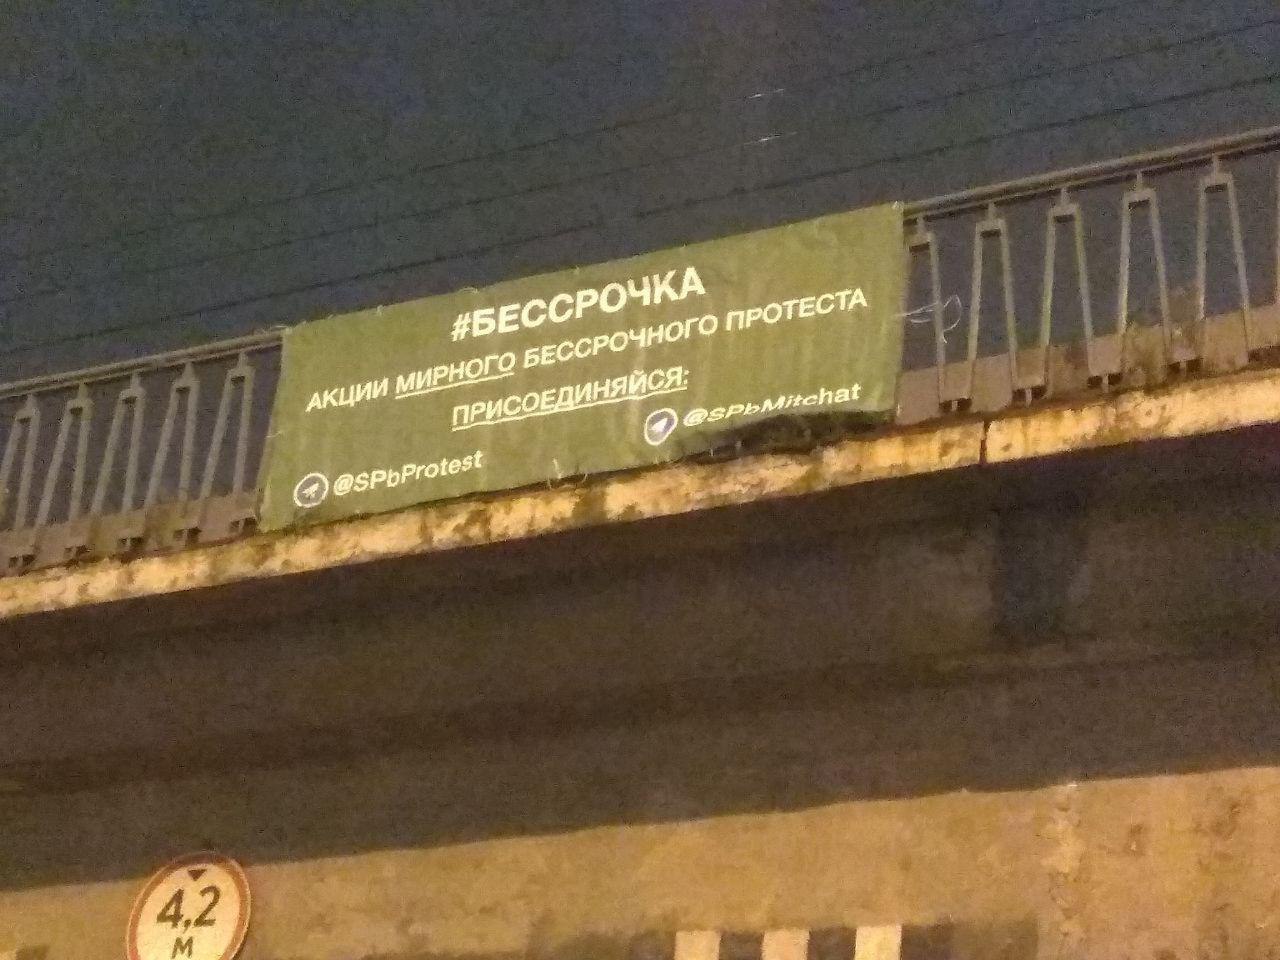 #БЕССРОЧКА
АКЦИИ МИРНОГО БЕССРОЧНОГО ПРОТЕСТА
ПРИСОЕДИНЯЙСЯ:
@SPbMitchat
@SPbProtest
4,2
М